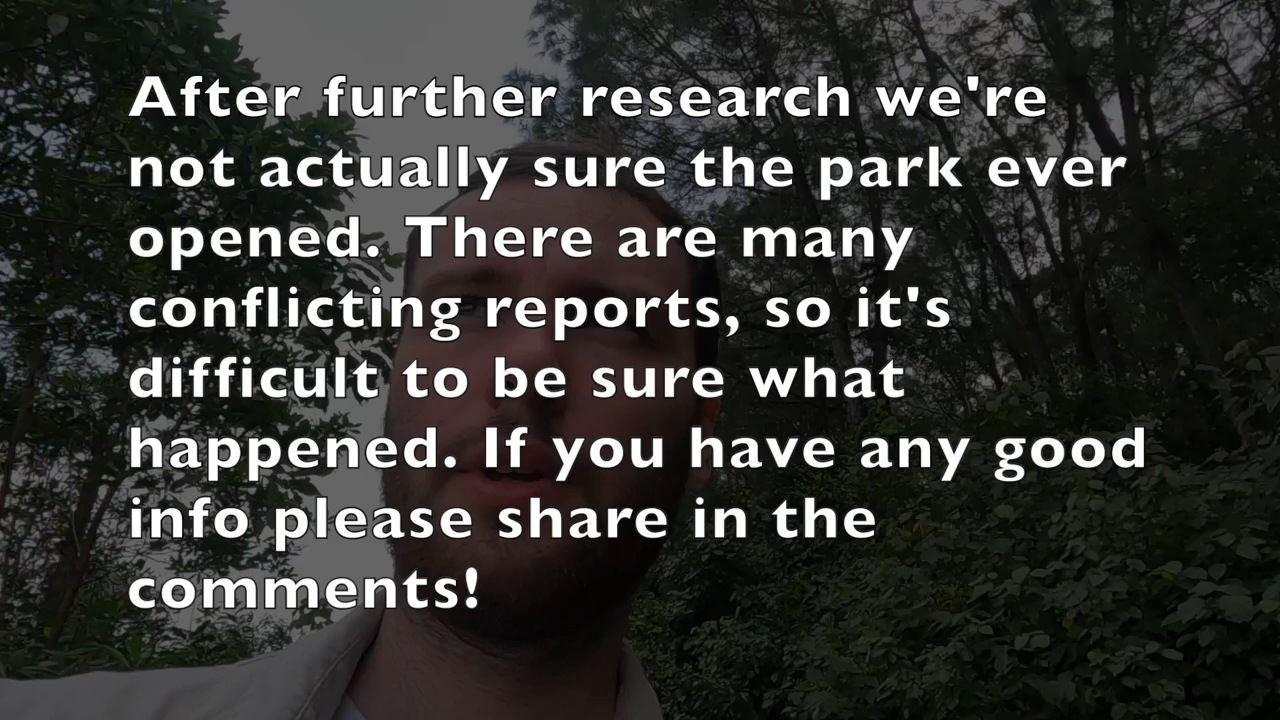 After further research we're
not actually sure the park ever
opened. There are many
conflicting reports, so it's
difficult to be sure what
happened. If you have any good
info please share in the
comments!